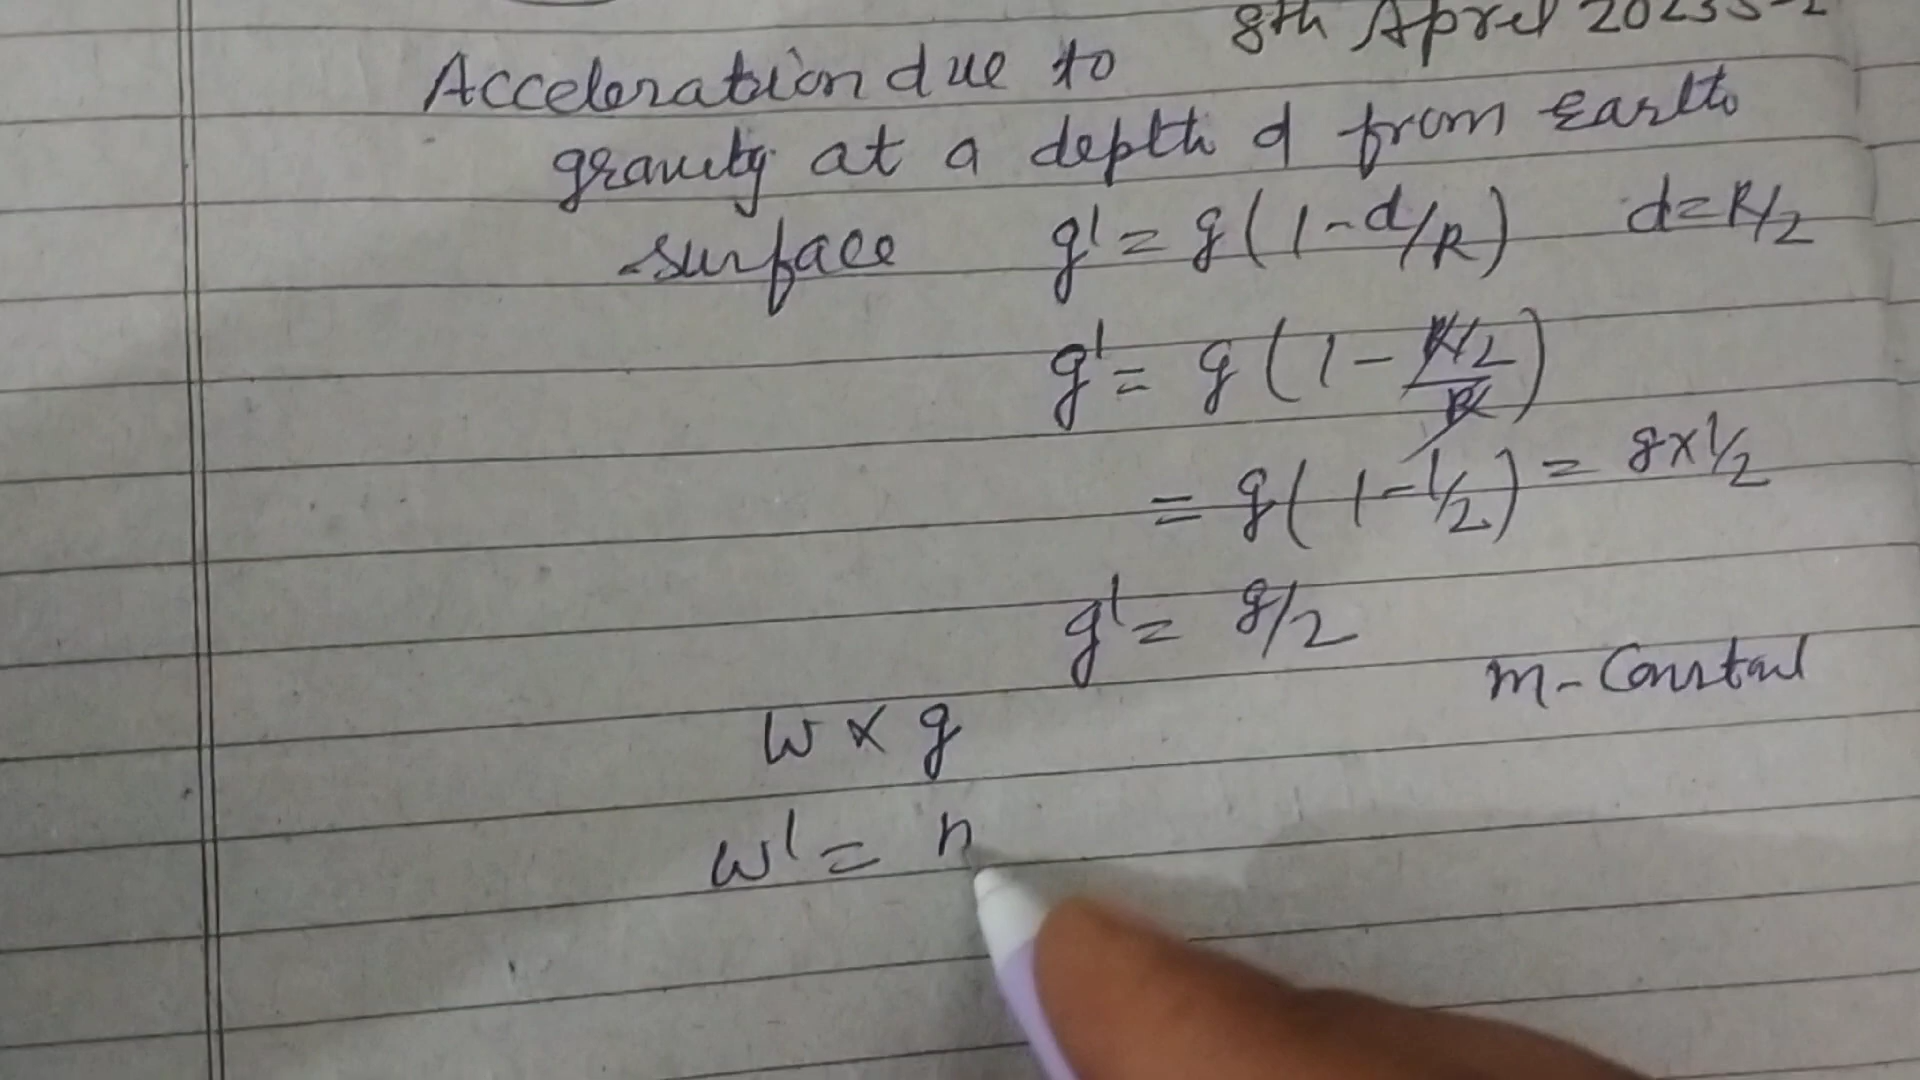 8th April 2023 S-2
Acceleration due to
gravity at a depth d from earth
surface g' = g(1-d/R) d=R/2
g' = g(1 - R/2/R)
= g(1-1/2) = g×1/2
g' = g/2
m-Constant
W ∝ g
W' =